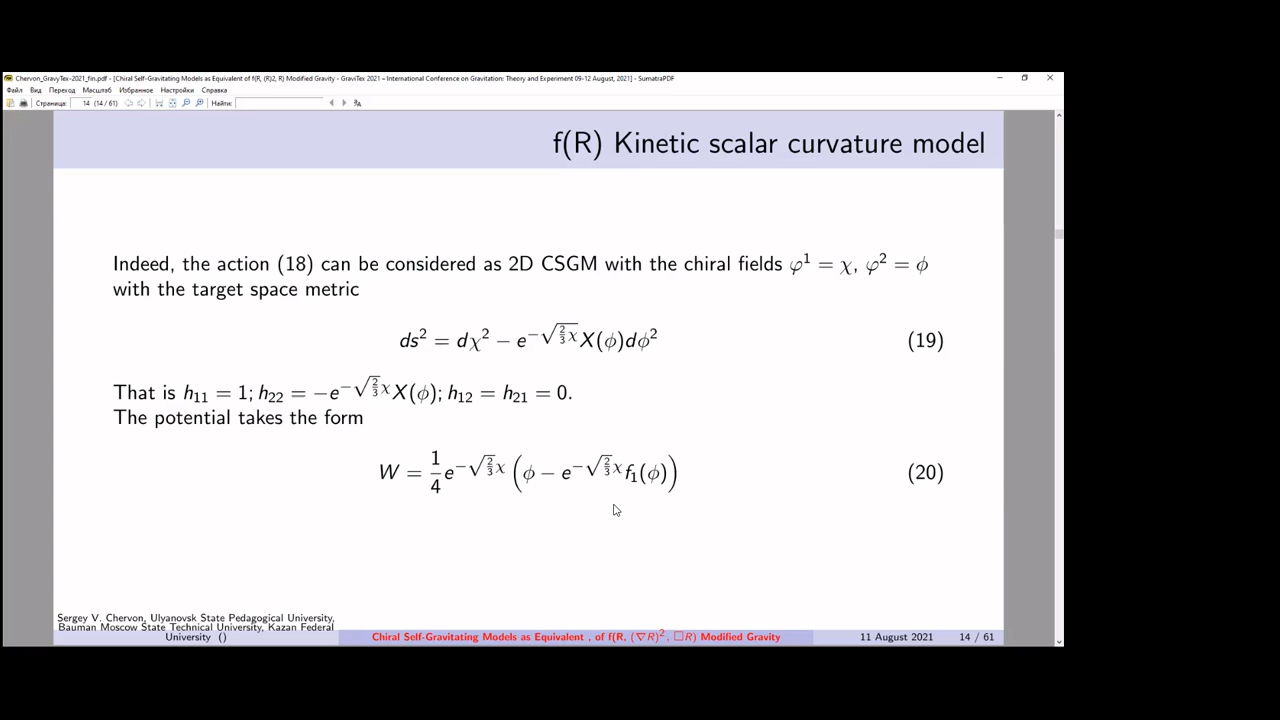 Chervon_GravyTex-2021_fin.pdf - [Chiral Self-Gravitating Models as Equivalent of f(R, (R)2, R) Modified Gravity - GraviTex 2021 – International Conference on Gravitation: Theory and Experiment 09-12 August, 2021] - SumatraPDF
Файл Вид Переход Масштаб Избранное Настройки Справка
Страница: 14 (14 / 61) Найти:
f(R) Kinetic scalar curvature model
Indeed, the action (18) can be considered as 2D CSGM with the chiral fields φ¹ = χ, φ² = ϕ
with the target space metric
ds² = dχ² − e^{−√(2/3)χ} X(ϕ)dϕ² (19)
That is h₁₁ = 1; h₂₂ = −e^{−√(2/3)χ} X(ϕ); h₁₂ = h₂₁ = 0.
The potential takes the form
W = 1/4 e^{−√(2/3)χ} (ϕ − e^{−√(2/3)χ} f₁(ϕ)) (20)
Sergey V. Chervon, Ulyanovsk State Pedagogical University,
Bauman Moscow State Technical University, Kazan Federal
University ()
Chiral Self-Gravitating Models as Equivalent , of f(R, (∇R)², □R) Modified Gravity
11 August 2021 14 / 61